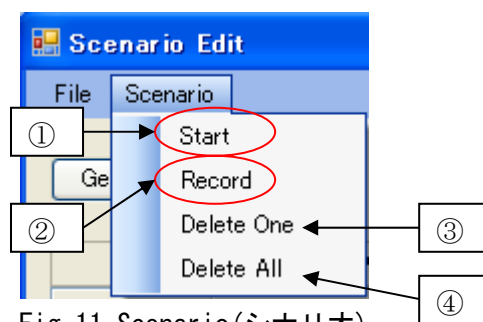 Scenario Edit
File Scenario
① Start
Ge
② Record
Delete One ③
Delete All
④
Fig 11 Scenario(シナリオ)